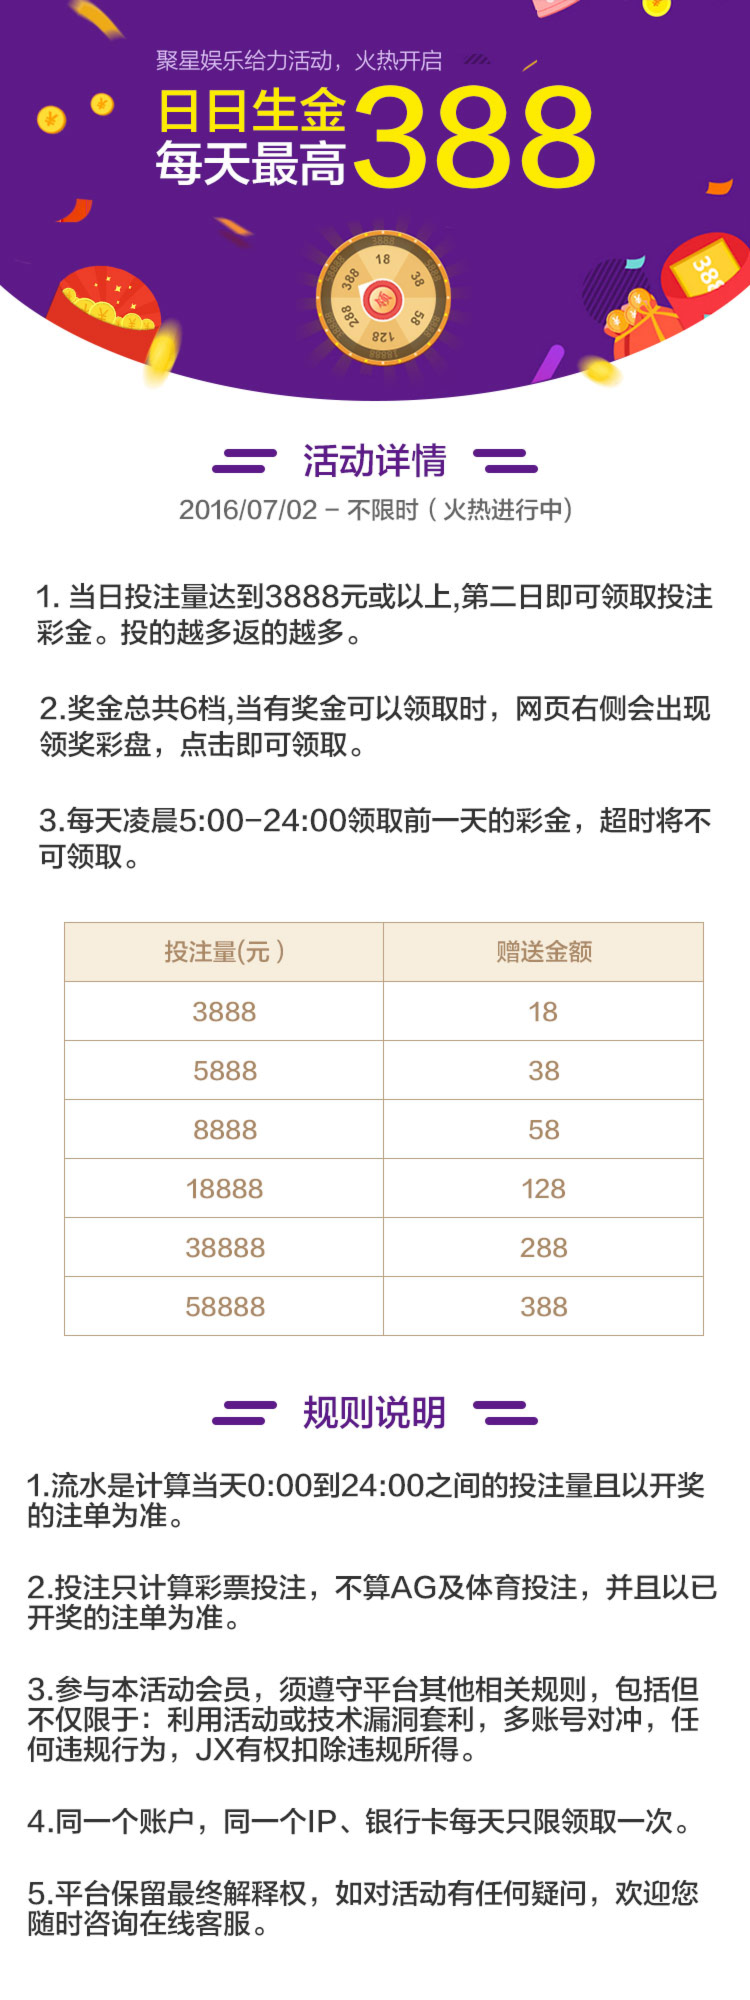 聚星娱乐给力活动，火热开启
日日生金
每天最高
388
18
38
58
128
288
388
388
活动详情
2016/07/02 – 不限时（火热进行中)
1. 当日投注量达到3888元或以上,第二日即可领取投注
彩金。投的越多返的越多。
2.奖金总共6档,当有奖金可以领取时，网页右侧会出现
领奖彩盘，点击即可领取。
3.每天凌晨5:00-24:00领取前一天的彩金，超时将不
可领取。
投注量(元 ) 赠送金额
3888 18
5888 38
8888 58
18888 128
38888 288
58888 388
规则说明
1.流水是计算当天0:00到24:00之间的投注量且以开奖
的注单为准。
2.投注只计算彩票投注，不算AG及体育投注，并且以已
开奖的注单为准。
3.参与本活动会员，须遵守平台其他相关规则，包括但
不仅限于：利用活动或技术漏洞套利，多账号对冲，任
何违规行为，JX有权扣除违规所得。
4.同一个账户，同一个IP、银行卡每天只限领取一次。
5.平台保留最终解释权，如对活动有任何疑问，欢迎您
随时咨询在线客服。